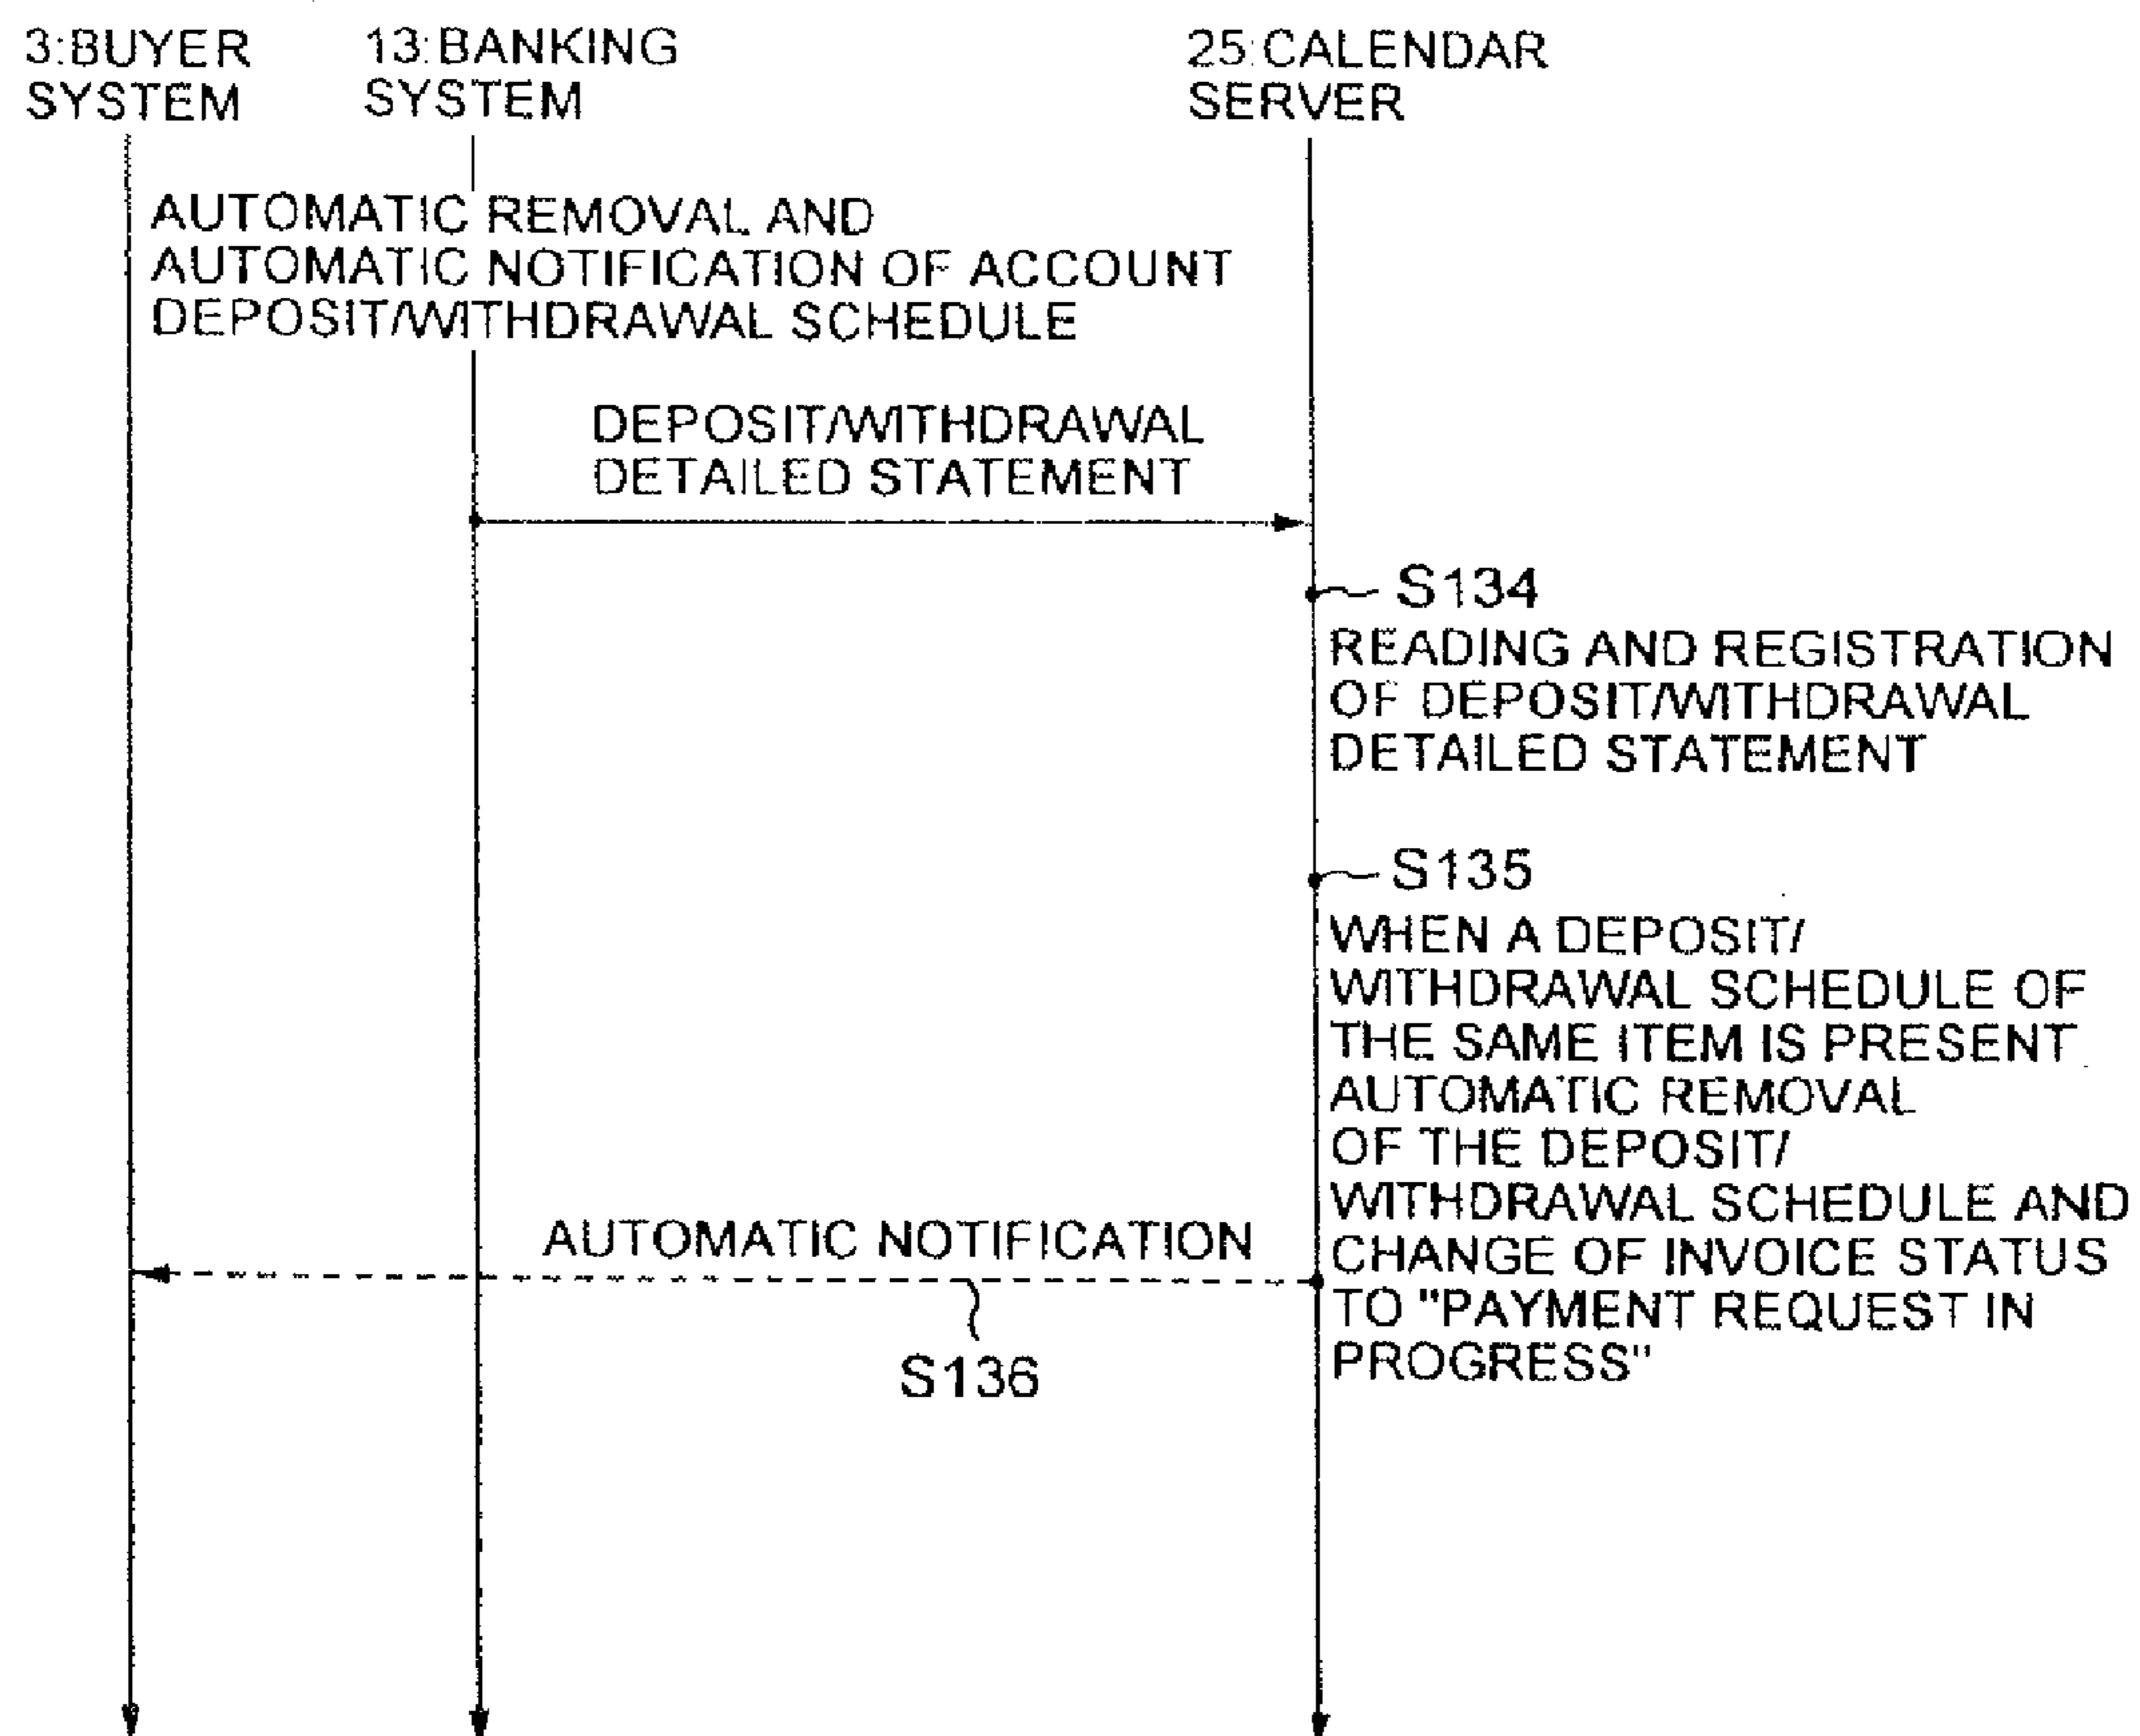 3:BUYER
SYSTEM
13:BANKING
SYSTEM
25:CALENDAR
SERVER
AUTOMATIC REMOVAL AND
AUTOMATIC NOTIFICATION OF ACCOUNT
DEPOSIT/WITHDRAWAL SCHEDULE
DEPOSIT/WITHDRAWAL
DETAILED STATEMENT
S134
READING AND REGISTRATION
OF DEPOSIT/WITHDRAWAL
DETAILED STATEMENT
S135
WHEN A DEPOSIT/
WITHDRAWAL SCHEDULE OF
THE SAME ITEM IS PRESENT
AUTOMATIC REMOVAL
OF THE DEPOSIT/
WITHDRAWAL SCHEDULE AND
CHANGE OF INVOICE STATUS
TO "PAYMENT REQUEST IN
PROGRESS"
AUTOMATIC NOTIFICATION
S136